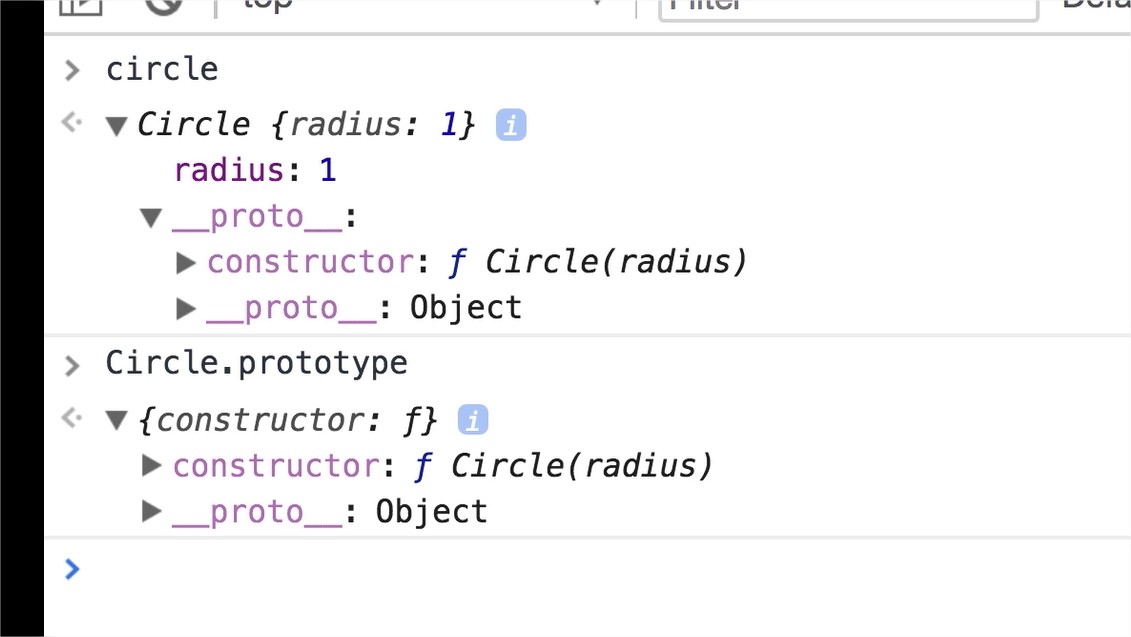 top Filter Defa
circle
Circle {radius: 1} i
radius: 1
__proto__:
constructor: ƒ Circle(radius)
__proto__: Object
Circle.prototype
{constructor: ƒ} i
constructor: ƒ Circle(radius)
__proto__: Object